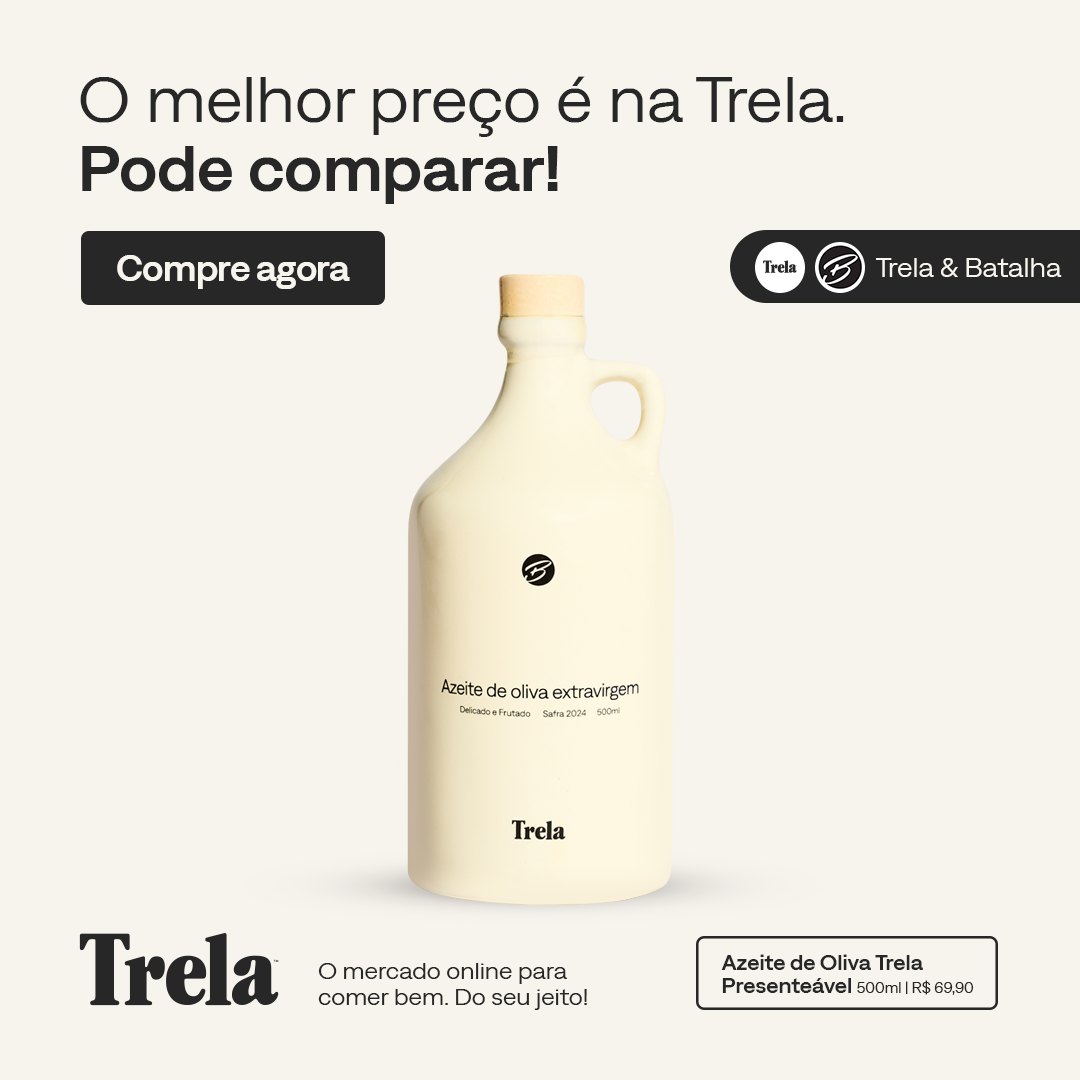 O melhor preço é na Trela.
Pode comparar!
Compre agora
Trela
B
Trela & Batalha
B
Azeite de oliva extravirgem
Delicado e Frutado Safra 2024 500ml
Trela
Trela™
O mercado online para
comer bem. Do seu jeito!
Azeite de Oliva Trela
Presenteável 500ml | R$ 69,90